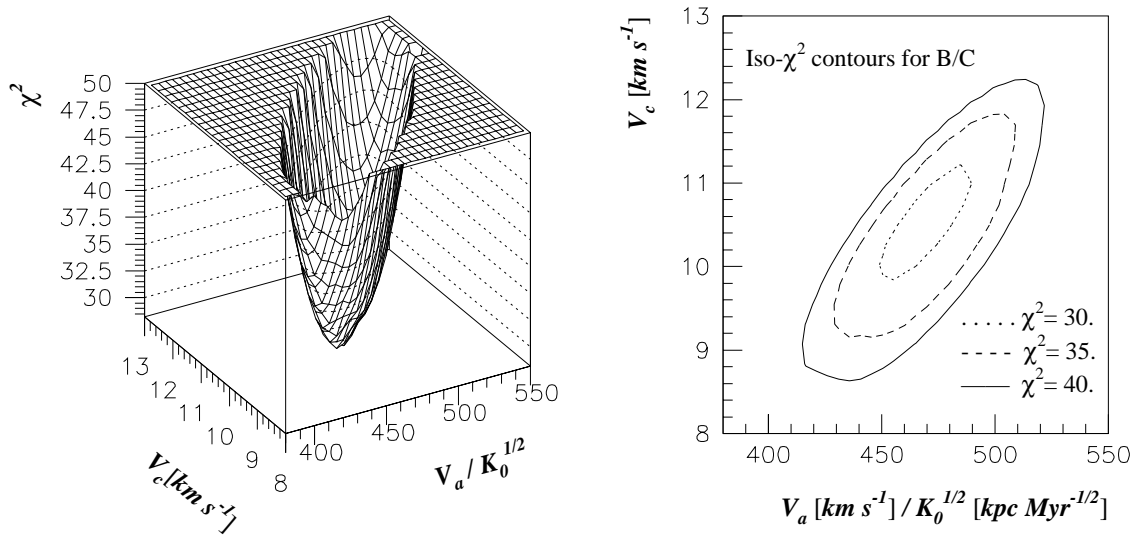 χ²
50
47.5
45
42.5
40
37.5
35
32.5
30
13
12
11
10
9
8
V_c [km s⁻¹]
400
450
500
550
V_a / K_0^{1/2}
V_c [km s⁻¹]
13
12
11
10
9
8
Iso-χ² contours for B/C
χ²= 30.
χ²= 35.
χ²= 40.
400 450 500 550
V_a [km s⁻¹] / K_0^{1/2} [kpc Myr^{-1/2}]